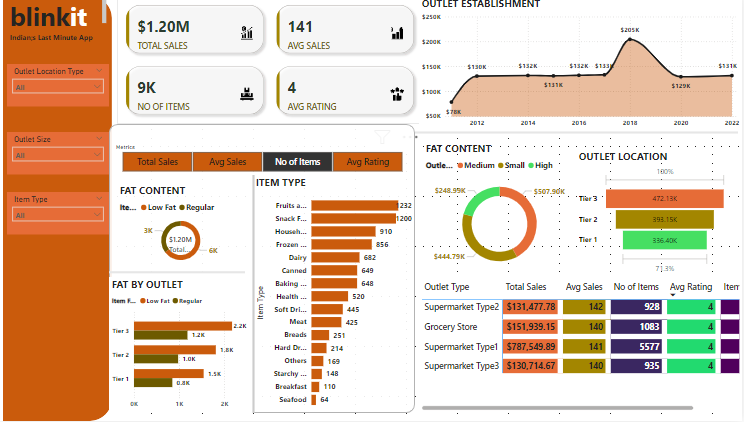 blinkit
India's Last Minute App
Outlet Location Type
All
Outlet Size
All
Item Type
All
$1.20M
TOTAL SALES
141
AVG SALES
9K
NO OF ITEMS
4
AVG RATING
OUTLET ESTABLISHMENT
$250K
$200K
$150K
$100K
$50K
$78K
$130K
$132K
$131K
$132K
$133K
$205K
$129K
$131K
2012
2014
2016
2018
2020
2022
Metrics
Total Sales
Avg Sales
No of Items
Avg Rating
FAT CONTENT
Ite... Low Fat Regular
3K
$1.20M
Total...
6K
FAT BY OUTLET
Item F... Low Fat Regular
Tier 3
2.2K
1.2K
Tier 2
1.8K
1.0K
Tier 1
1.5K
0.8K
0K
1K
2K
ITEM TYPE
Item Type
Fruits a... 1232
Snack F... 1200
Househ... 910
Frozen ... 856
Dairy 682
Canned 649
Baking ... 648
Health ... 520
Soft Dri... 445
Meat 425
Breads 251
Hard Dr... 214
Others 169
Starchy ... 148
Breakfast 110
Seafood 64
FAT CONTENT
Outle... Medium Small High
$248.99K
$507.90K
$444.79K
OUTLET LOCATION
100%
Tier 3 472.13K
Tier 2 393.15K
Tier 1 336.40K
71.3%
Outlet Type Total Sales Avg Sales No of Items Avg Rating Item
Supermarket Type2 $131,477.78 142 928 4
Grocery Store $151,939.15 140 1083 4
Supermarket Type1 $787,549.89 141 5577 4
Supermarket Type3 $130,714.67 140 935 4